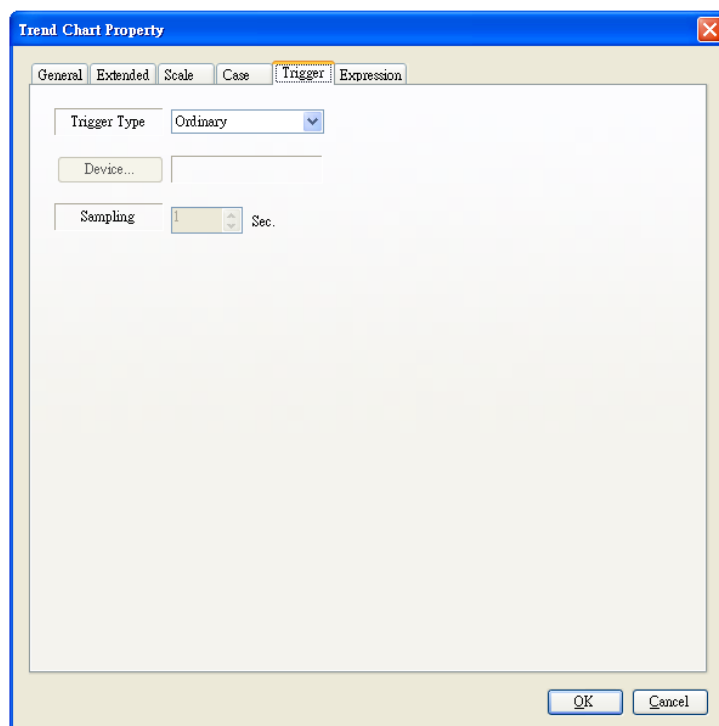 Trend Chart Property
General Extended Scale Case Trigger Expression
Trigger Type Ordinary
Device...
Sampling 1 Sec.
OK Cancel